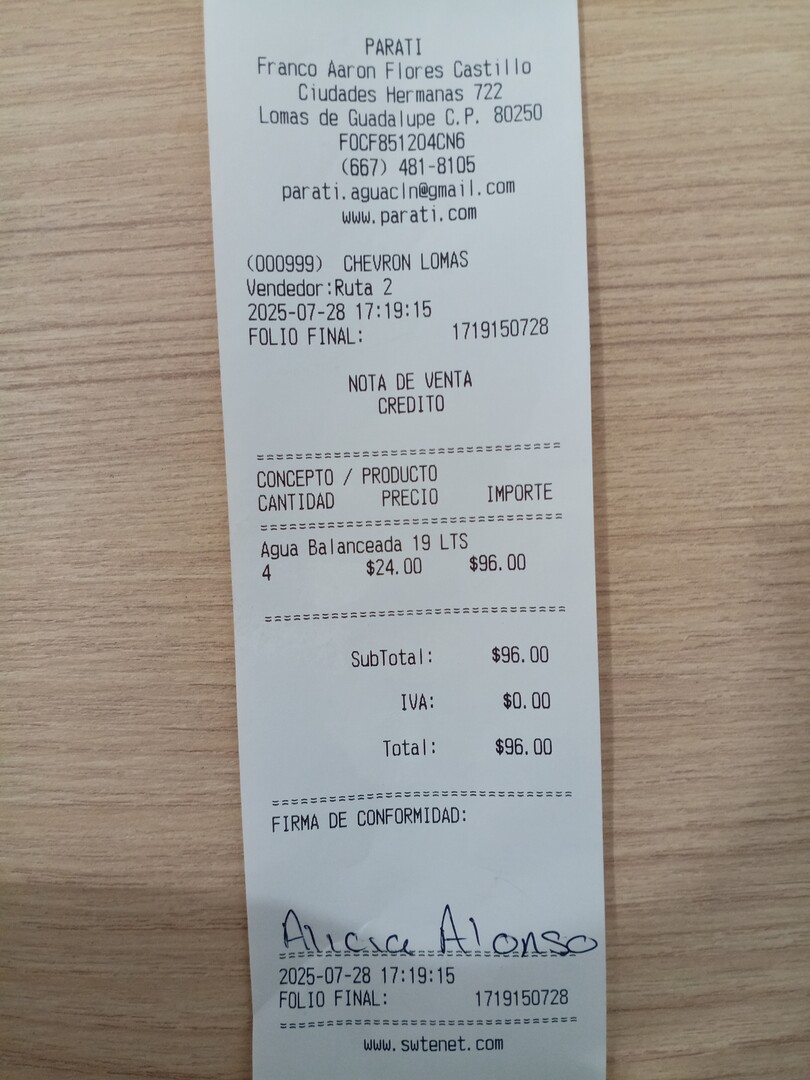 PARATI
Franco Aaron Flores Castillo
Ciudades Hermanas 722
Lomas de Guadalupe C.P. 80250
FOCF851204CN6
(667) 481-8105
parati.aguacln@gmail.com
www.parati.com
(000999) CHEVRON LOMAS
Vendedor:Ruta 2
2025-07-28 17:19:15
FOLIO FINAL: 1719150728
NOTA DE VENTA
CREDITO
==============================
CONCEPTO / PRODUCTO
CANTIDAD PRECIO IMPORTE
==============================
Agua Balanceada 19 LTS
4 $24.00 $96.00
==============================
SubTotal: $96.00
IVA: $0.00
Total: $96.00
==============================
FIRMA DE CONFORMIDAD:
Alicia Alonso
==============================
2025-07-28 17:19:15
FOLIO FINAL: 1719150728
==============================
www.swtenet.com